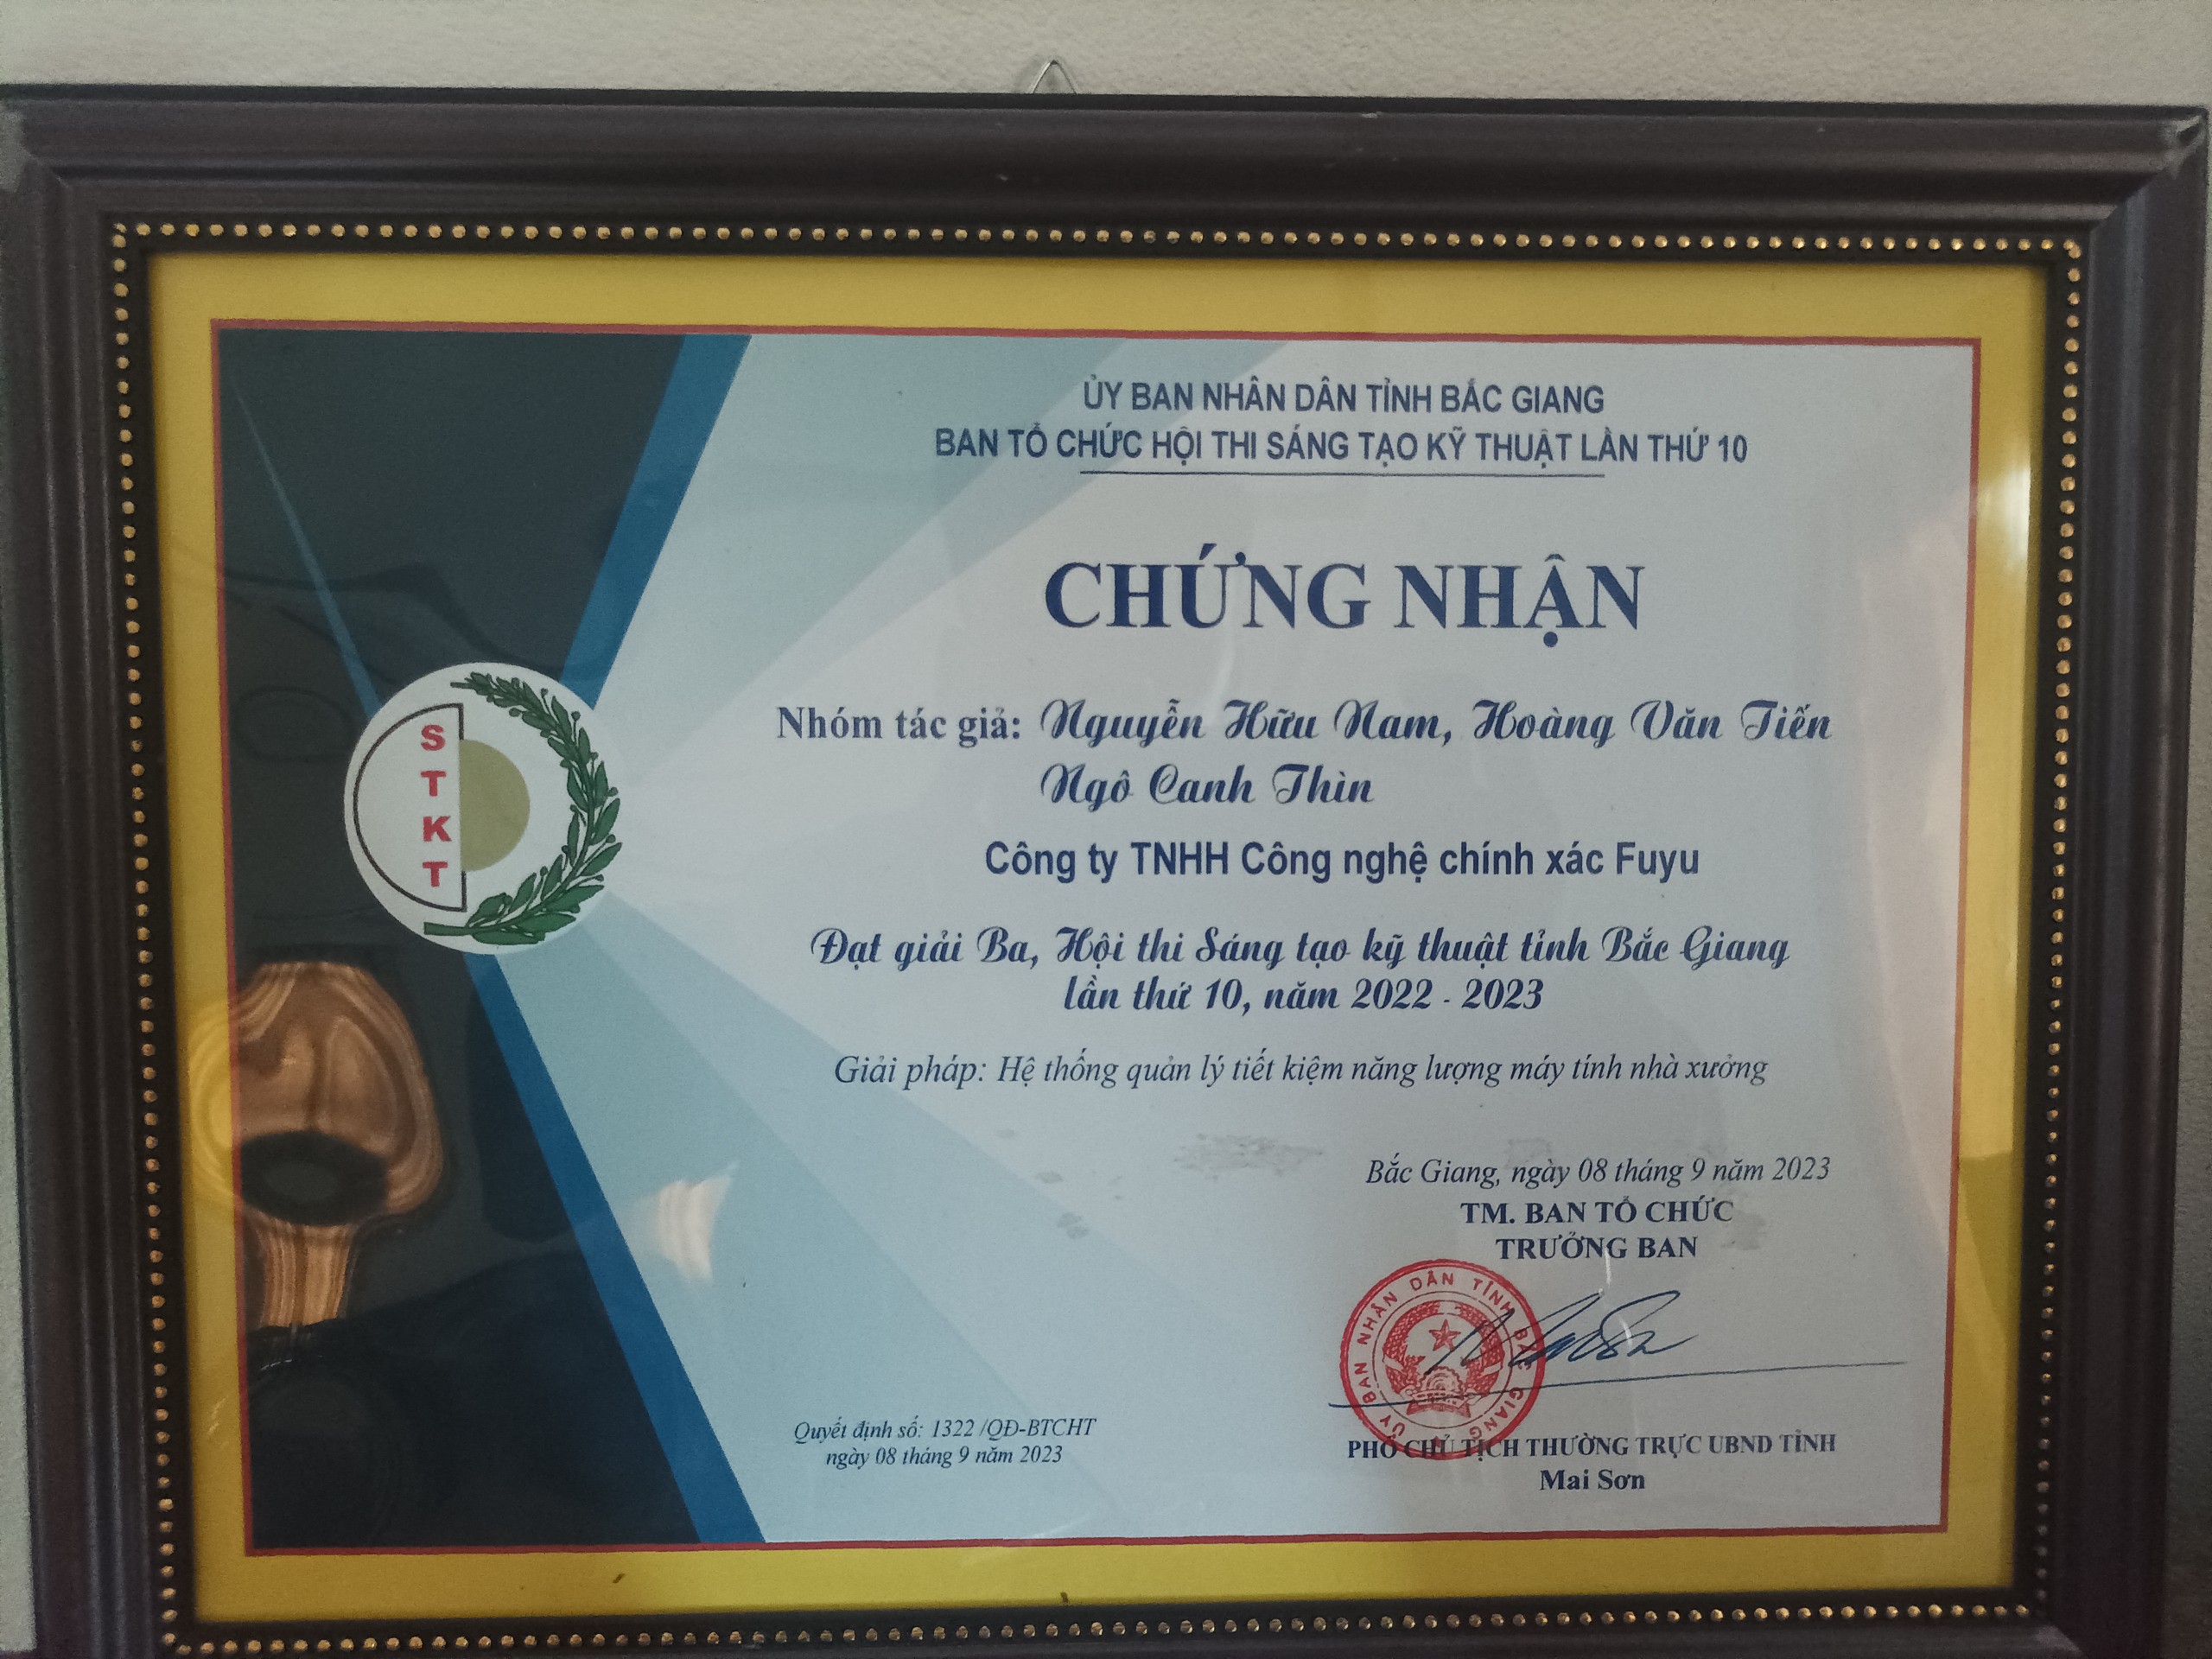 ỦY BAN NHÂN DÂN TỈNH BẮC GIANG
BAN TỔ CHỨC HỘI THI SÁNG TẠO KỸ THUẬT LẦN THỨ 10
CHỨNG NHẬN
Nhóm tác giả: Nguyễn Hữu Nam, Hoàng Văn Tiến
Ngô Canh Thìn
Công ty TNHH Công nghệ chính xác Fuyu
Đạt giải Ba, Hội thi Sáng tạo kỹ thuật tỉnh Bắc Giang
lần thứ 10, năm 2022 - 2023
Giải pháp: Hệ thống quản lý tiết kiệm năng lượng máy tính nhà xưởng
S
T
K
T
Bắc Giang, ngày 08 tháng 9 năm 2023
TM. BAN TỔ CHỨC
TRƯỞNG BAN
ỦY BAN NHÂN DÂN TỈNH BẮC GIANG
PHÓ CHỦ TỊCH THƯỜNG TRỰC UBND TỈNH
Mai Sơn
Quyết định số: 1322 /QĐ-BTCHT
ngày 08 tháng 9 năm 2023